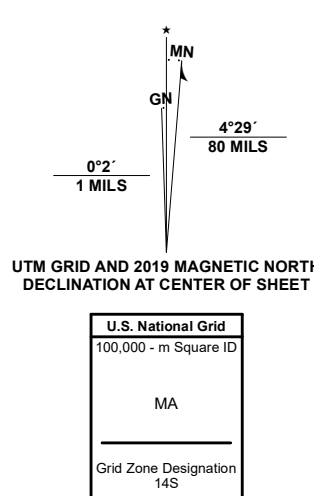 ★
MN
GN
4°29´
80 MILS
0°2´
1 MILS
UTM GRID AND 2019 MAGNETIC NORTH
DECLINATION AT CENTER OF SHEET
U.S. National Grid
100,000 - m Square ID
MA
Grid Zone Designation
14S